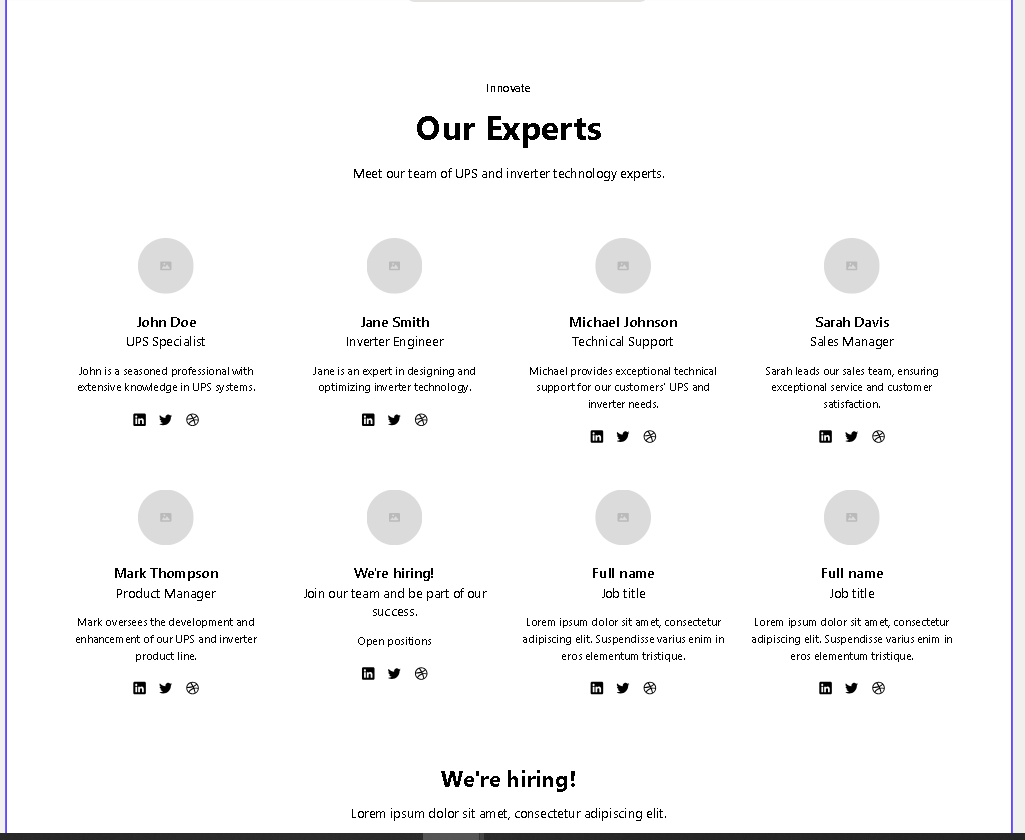 Innovate
Our Experts
Meet our team of UPS and inverter technology experts.
John Doe
UPS Specialist
John is a seasoned professional with
extensive knowledge in UPS systems.
Jane Smith
Inverter Engineer
Jane is an expert in designing and
optimizing inverter technology.
Michael Johnson
Technical Support
Michael provides exceptional technical
support for our customers' UPS and
inverter needs.
Sarah Davis
Sales Manager
Sarah leads our sales team, ensuring
exceptional service and customer
satisfaction.
Mark Thompson
Product Manager
Mark oversees the development and
enhancement of our UPS and inverter
product line.
We're hiring!
Join our team and be part of our
success.
Open positions
Full name
Job title
Lorem ipsum dolor sit amet, consectetur
adipiscing elit. Suspendisse varius enim in
eros elementum tristique.
Full name
Job title
Lorem ipsum dolor sit amet, consectetur
adipiscing elit. Suspendisse varius enim in
eros elementum tristique.
We're hiring!
Lorem ipsum dolor sit amet, consectetur adipiscing elit.